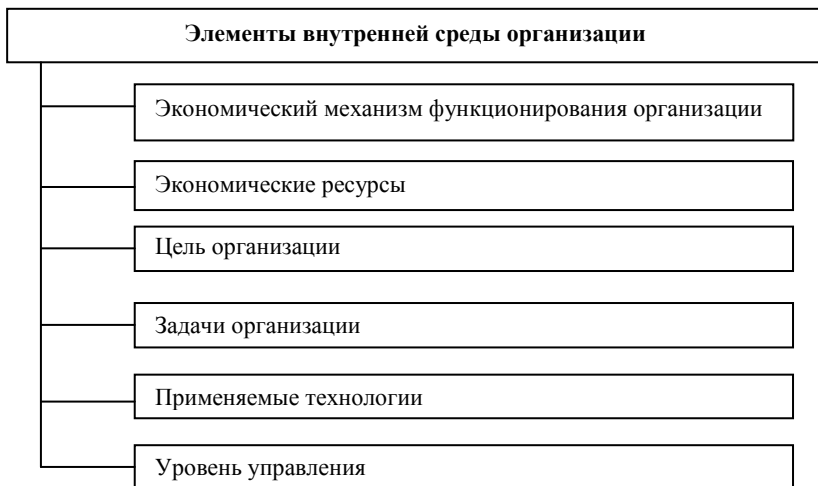 Элементы внутренней среды организации
Экономический механизм функционирования организации
Экономические ресурсы
Цель организации
Задачи организации
Применяемые технологии
Уровень управления